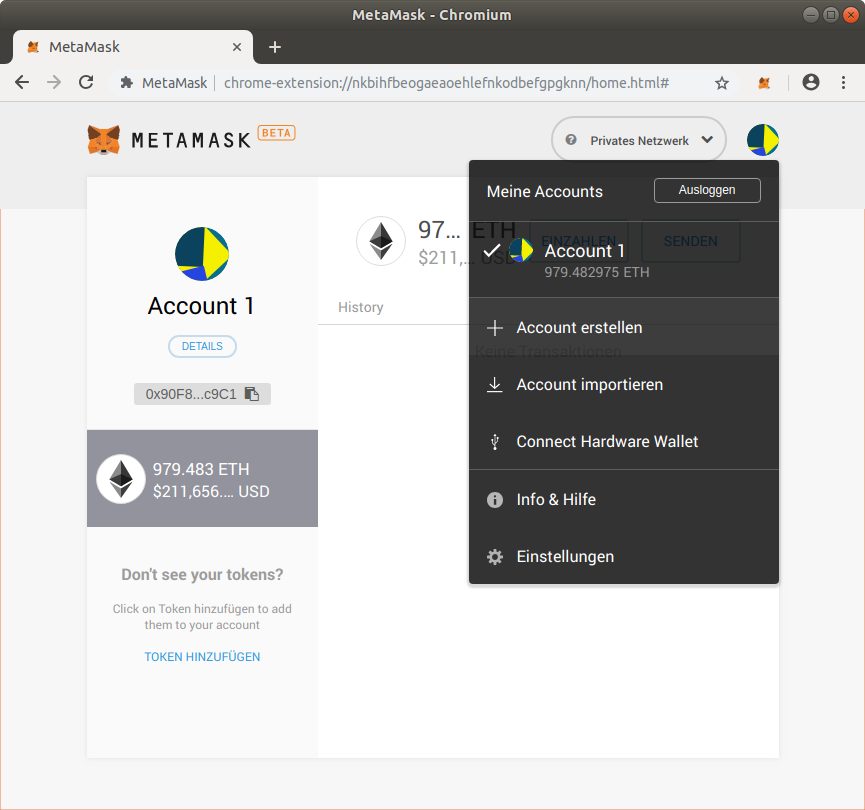 MetaMask - Chromium
MetaMask
MetaMask
chrome-extension://nkbihfbeogaeaoehlefnkodbefgpgknn/home.html#
METAMASK
BETA
Privates Netzwerk
Meine Accounts
Ausloggen
Account 1
979.482975 ETH
Account erstellen
Account importieren
Connect Hardware Wallet
Info & Hilfe
Einstellungen
Account 1
DETAILS
0x90F8...c9C1
979.483 ETH
$211,656.... USD
Don't see your tokens?
Click on Token hinzufügen to add
them to your account
TOKEN HINZUFÜGEN
97... ETH
$211,... USD
EINZAHLEN
SENDEN
History
Keine Transaktionen